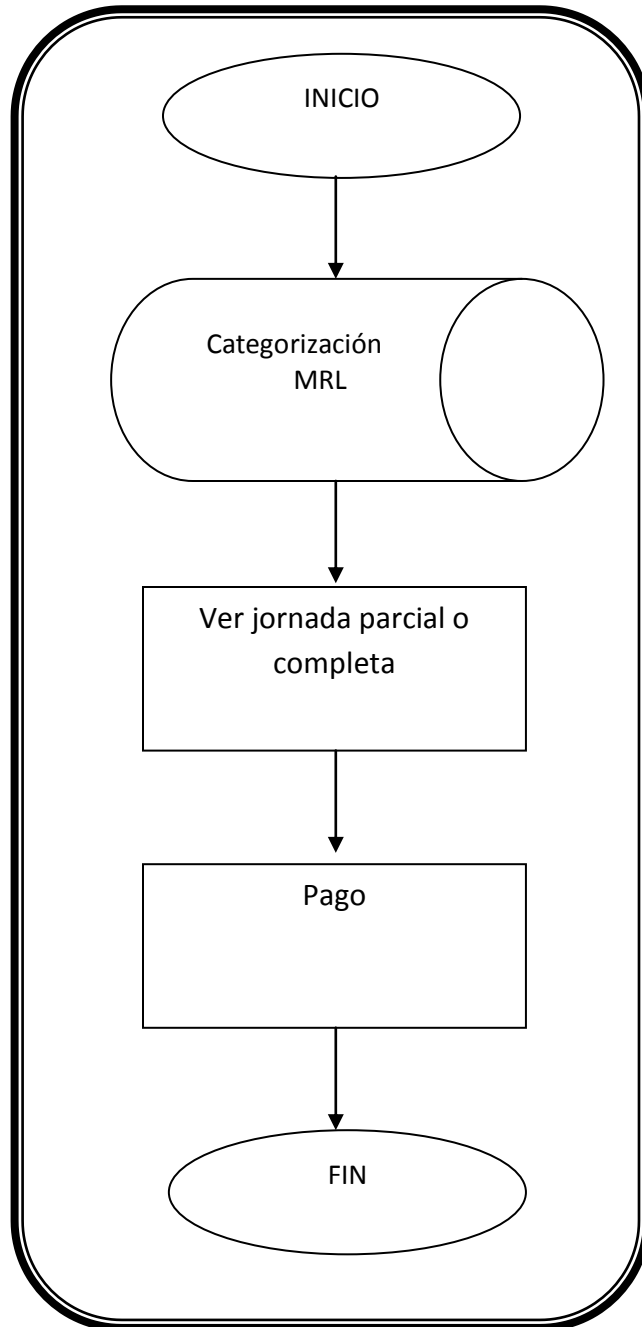 INICIO
Categorización
MRL
Ver jornada parcial o
completa
Pago
FIN